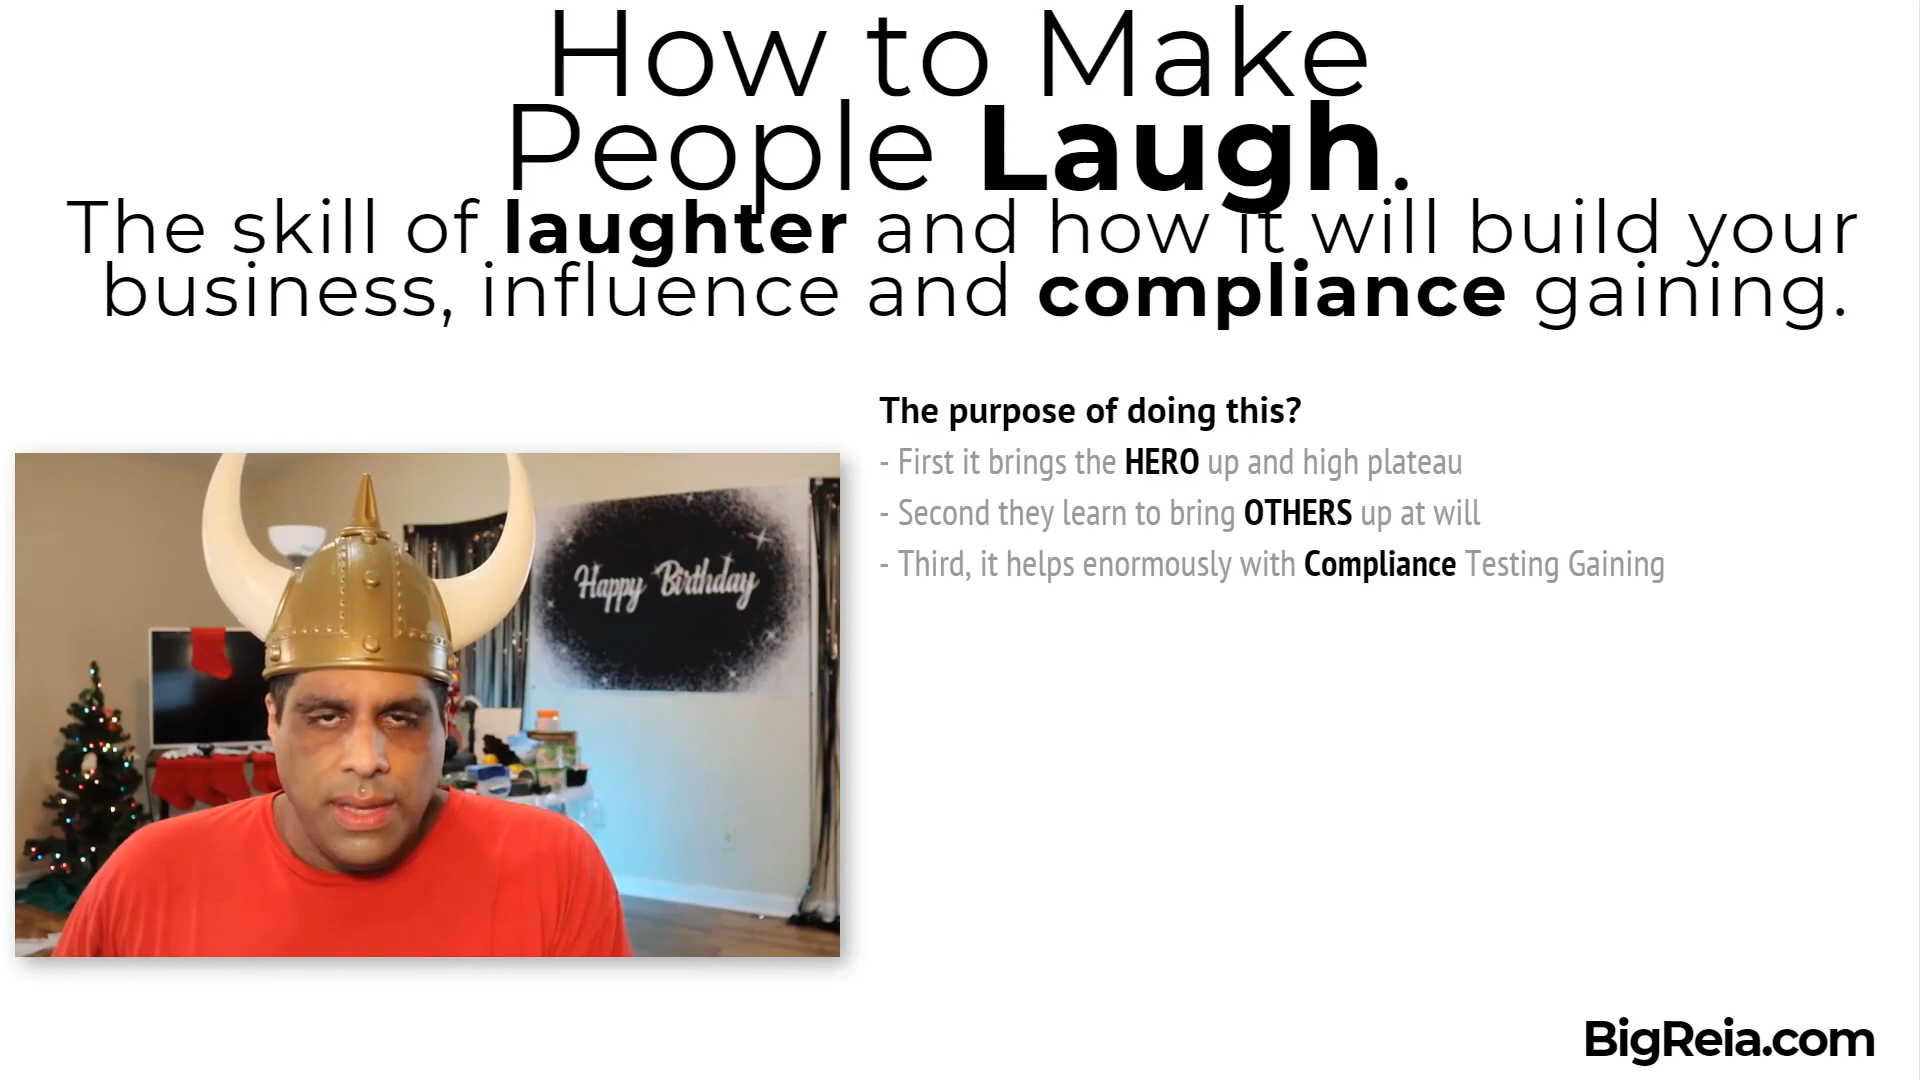 How to Make
People Laugh.
The skill of laughter and how it will build your
business, influence and compliance gaining.
The purpose of doing this?
- First it brings the HERO up and high plateau
- Second they learn to bring OTHERS up at will
- Third, it helps enormously with Compliance Testing Gaining
Happy Birthday
BigReia.com